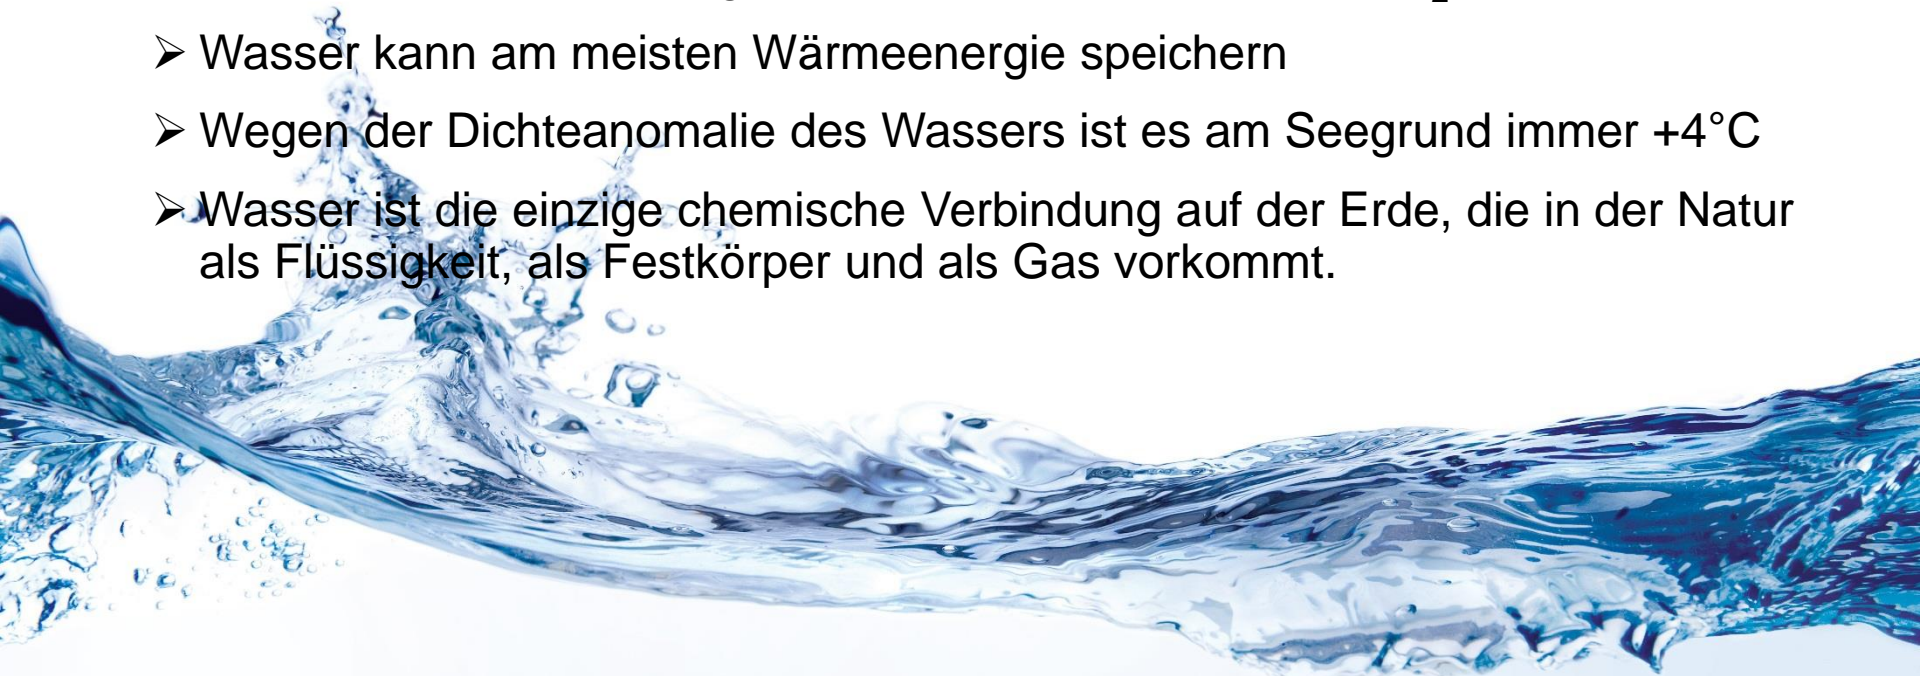 ➢ Wasser kann am meisten Wärmeenergie speichern
➢ Wegen der Dichteanomalie des Wassers ist es am Seegrund immer +4°C
➢ Wasser ist die einzige chemische Verbindung auf der Erde, die in der Natur
als Flüssigkeit, als Festkörper und als Gas vorkommt.